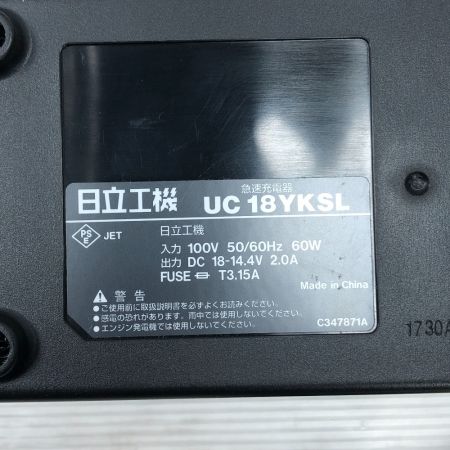 急速充電器
日立工機 UC 18YKSL
PS E JET 日立工機
入力 100V 50/60Hz 60W
出力 DC 18-14.4V 2.0A
FUSE T3.15A
Made in China
警告
●ご使用前に取扱説明書を必ずよくお読みください。
●感電の恐れがあります。雨中では使用しないでください。
●エンジン発電機では使用しないでください。
C347871A
1730A